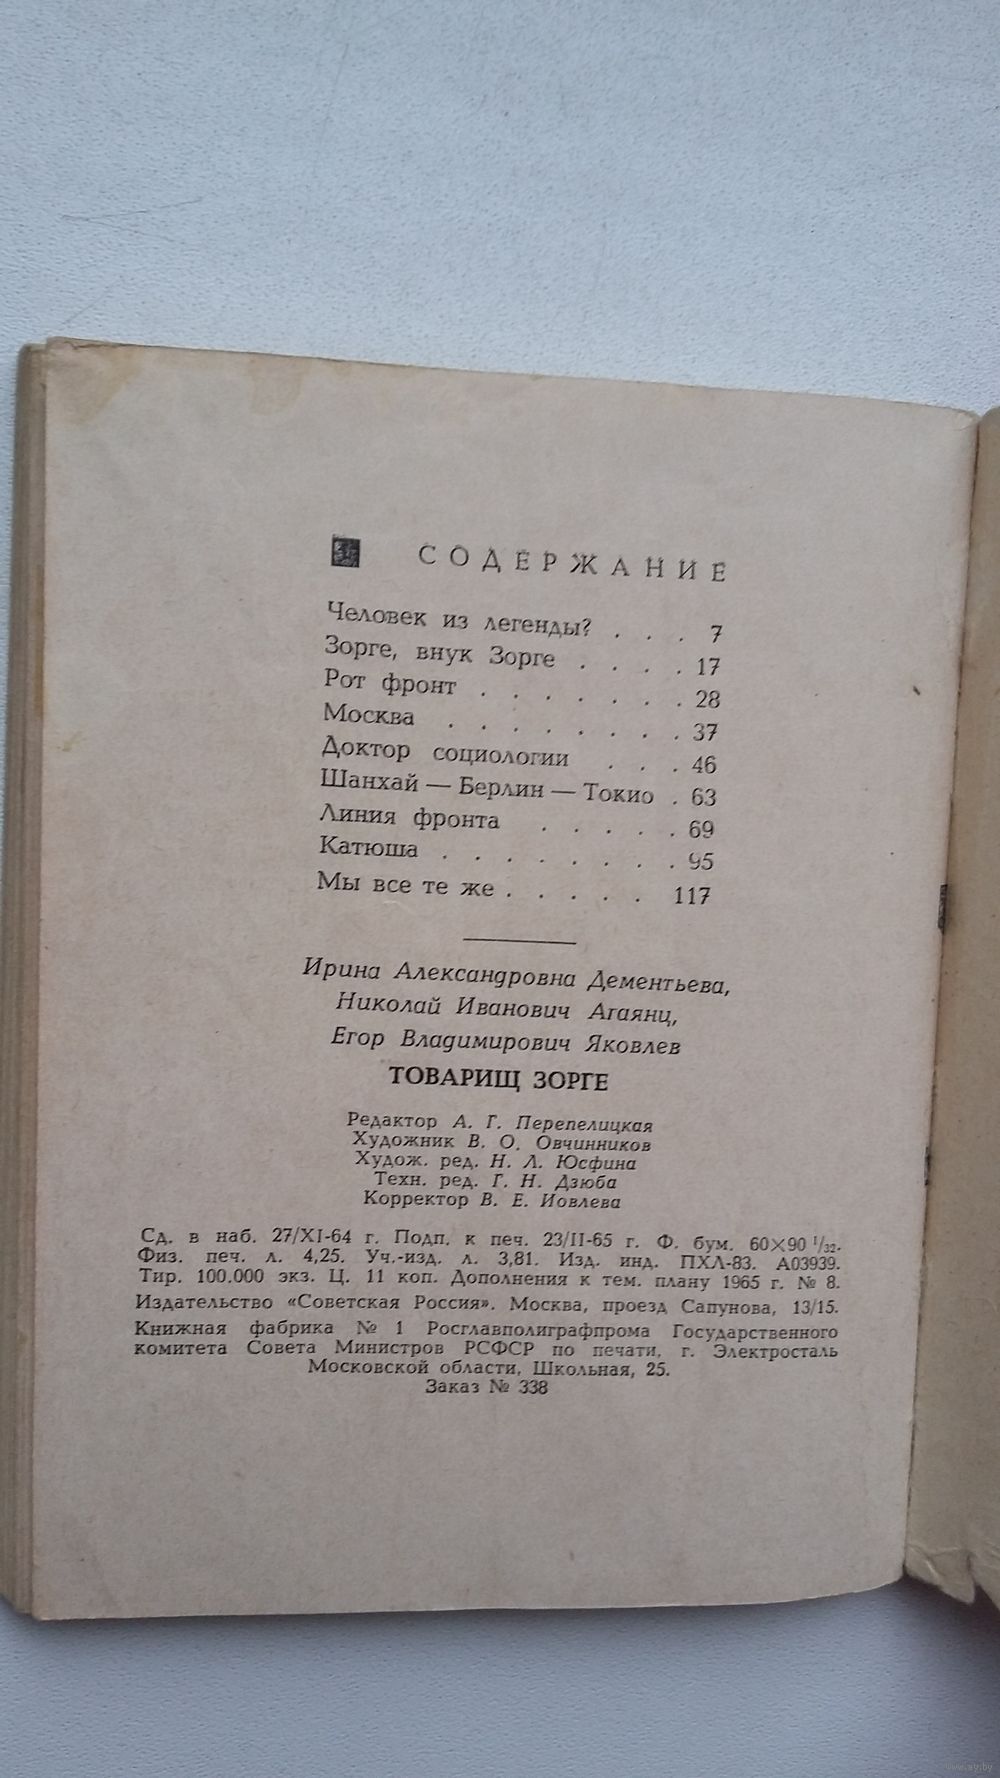 СОДЕРЖАНИЕ
Человек из легенды? . . . 7
Зорге, внук Зорге . . . . 17
Рот фронт . . . . . . . 28
Москва . . . . . . . . 37
Доктор социологии . . . 46
Шанхай — Берлин — Токио . 63
Линия фронта . . . . . 69
Катюша . . . . . . . . 95
Мы все те же . . . . . 117
Ирина Александровна Дементьева,
Николай Иванович Агаянц,
Егор Владимирович Яковлев
ТОВАРИЩ ЗОРГЕ
Редактор А. Г. Перепелицкая
Художник В. О. Овчинников
Худож. ред. Н. Л. Юсфина
Техн. ред. Г. Н. Дзюба
Корректор В. Е. Иовлева
Сд. в наб. 27/XI-64 г. Подп. к печ. 23/II-65 г. Ф. бум. 60×90 1/32.
Физ. печ. л. 4,25. Уч.-изд. л. 3,81. Изд. инд. ПХЛ-83. А03939.
Тир. 100.000 экз. Ц. 11 коп. Дополнения к тем. плану 1965 г. № 8.
Издательство «Советская Россия». Москва, проезд Сапунова, 13/15.
Книжная фабрика № 1 Росглавполиграфпрома Государственного
комитета Совета Министров РСФСР по печати, г. Электросталь
Московской области, Школьная, 25.
Заказ № 338
www.ay.by